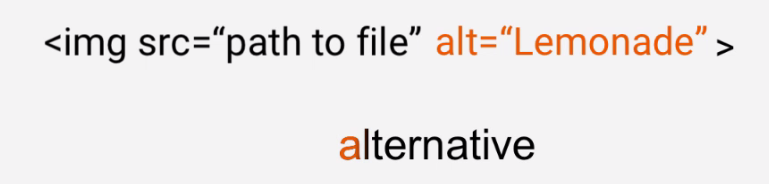 <img src=“path to file” alt=“Lemonade” >
alternative